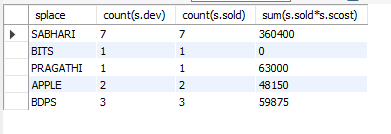 splace count(s.dev) count(s.sold) sum(s.sold*s.scost)
SABHARI 7 7 360400
BITS 1 1 0
PRAGATHI 1 1 63000
APPLE 2 2 48150
BDPS 3 3 59875